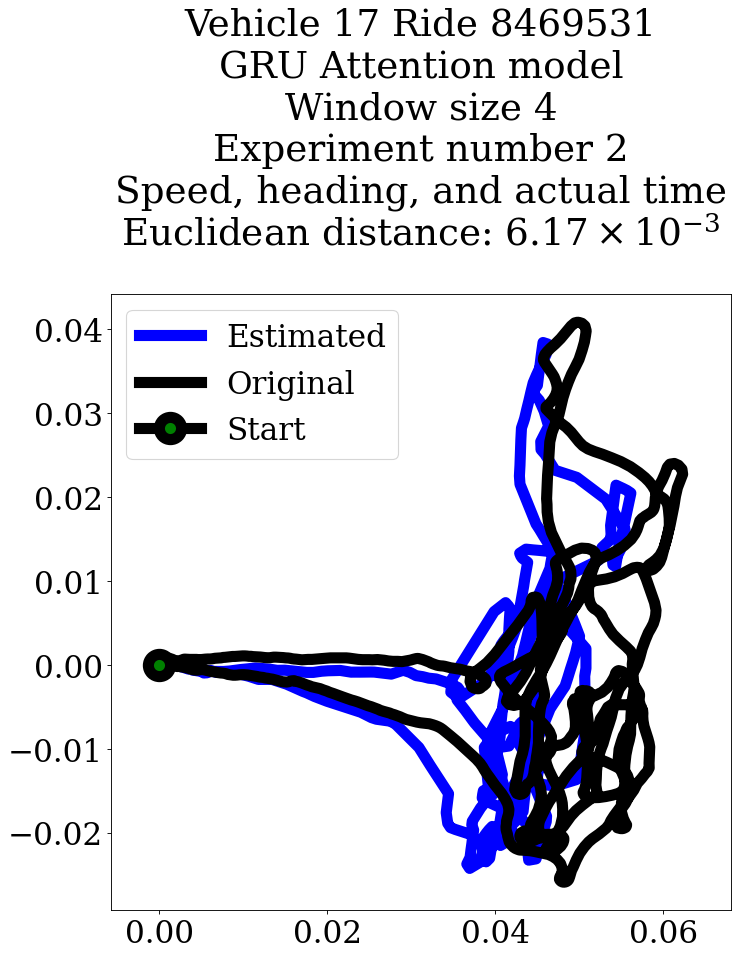 Vehicle 17 Ride 8469531
GRU Attention model
Window size 4
Experiment number 2
Speed, heading, and actual time
Euclidean distance: 6.17 × 10⁻³
Estimated
Original
Start
0.04
0.03
0.02
0.01
0.00
−0.01
−0.02
0.00 0.02 0.04 0.06